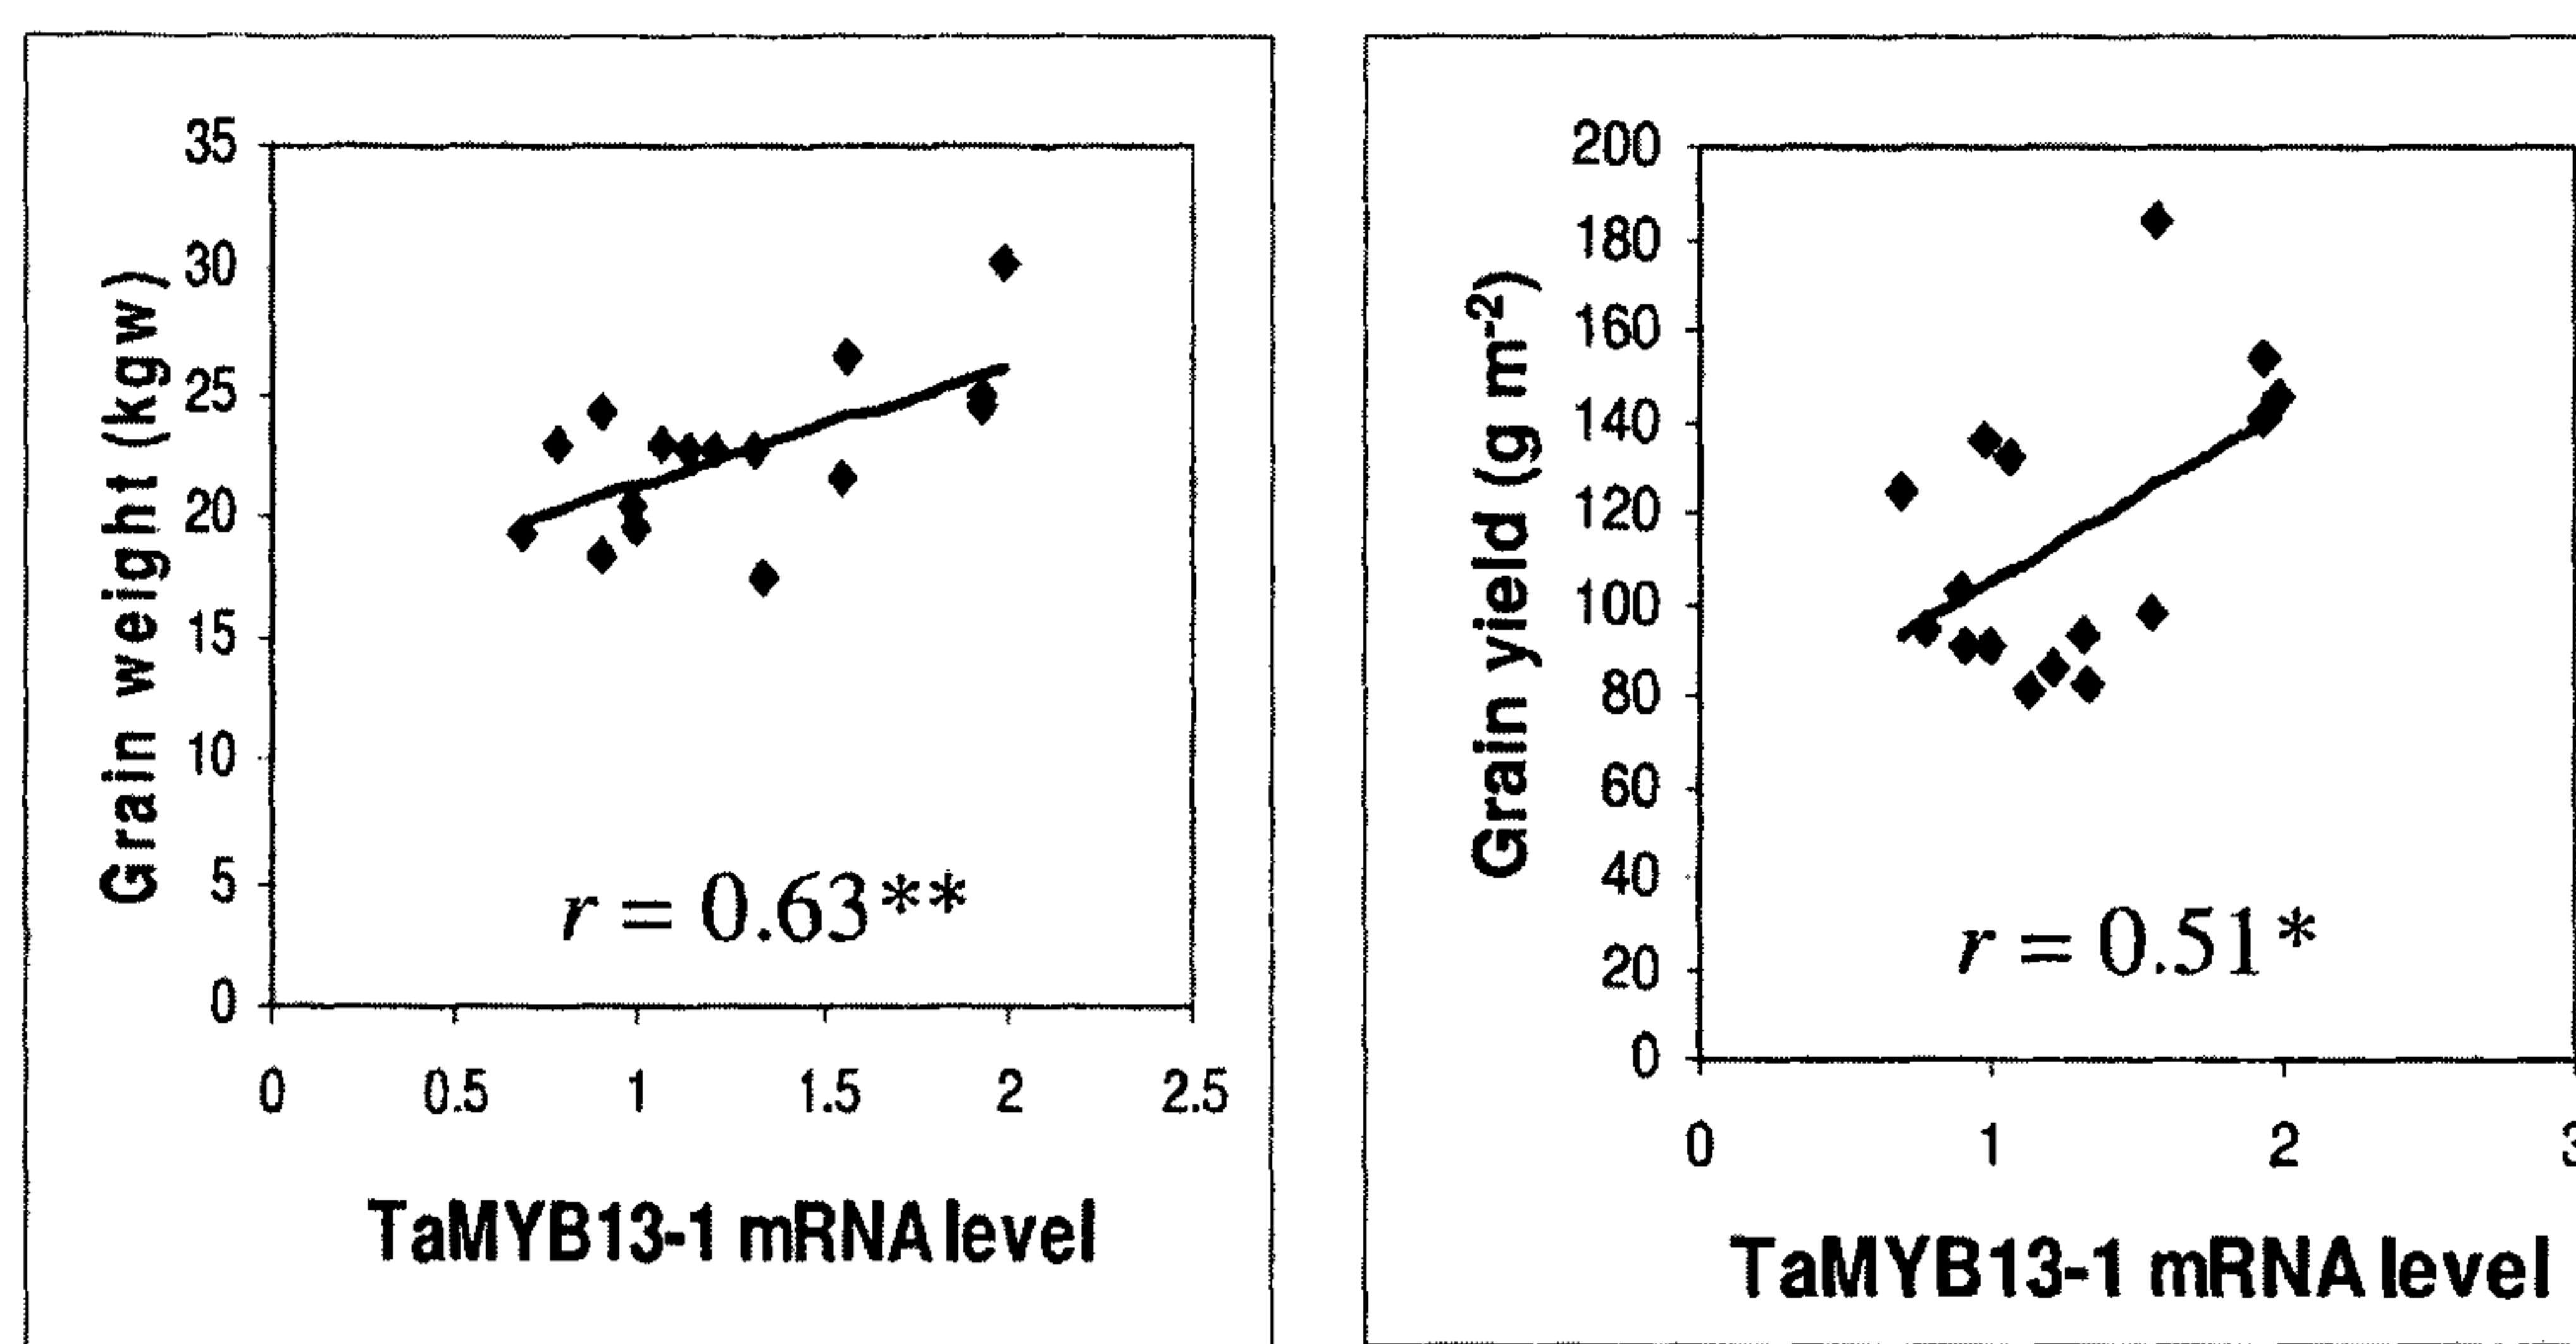 35
30
25
20
15
10
5
0
Grain weight (kgw)
r = 0.63**
0 0.5 1 1.5 2 2.5
TaMYB13-1 mRNA level
200
180
160
140
120
100
80
60
40
20
0
Grain yield (g m⁻²)
r = 0.51*
0 1 2 3
TaMYB13-1 mRNA level